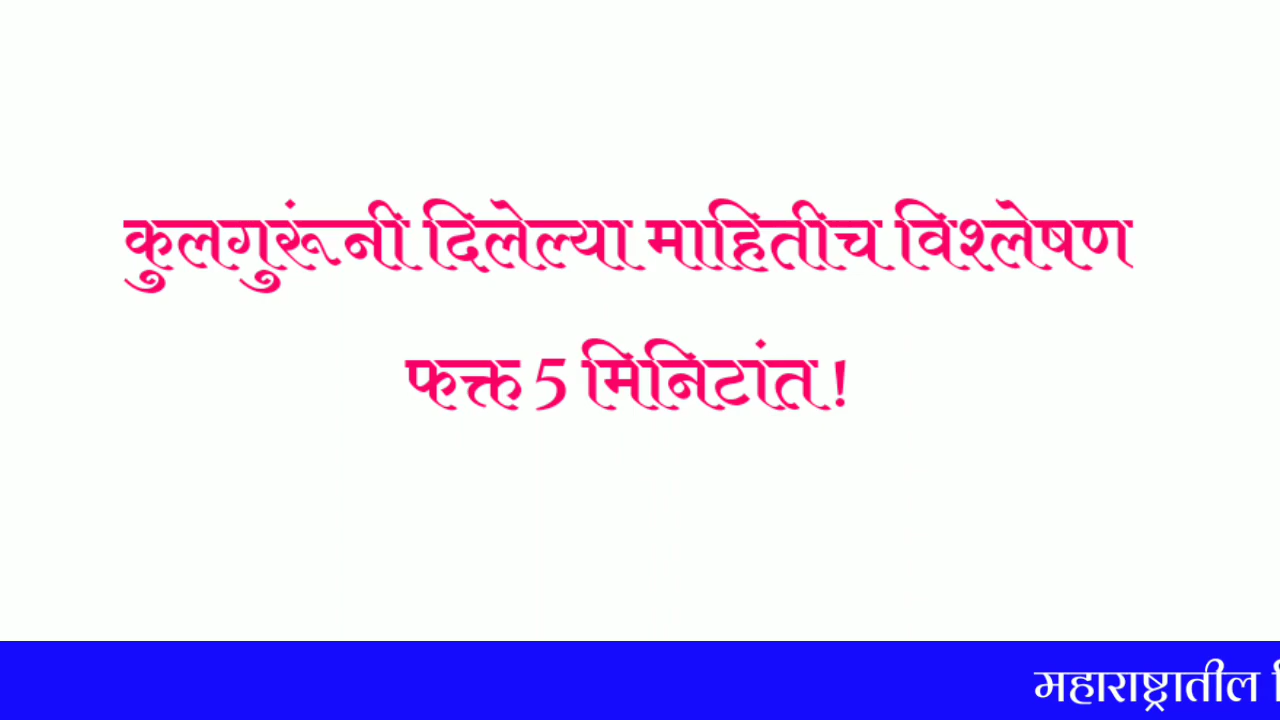 कुलगुरूंनी दिलेल्या माहितीच विश्लेषण
फक्त 5 मिनिटांत !
महाराष्ट्रातील